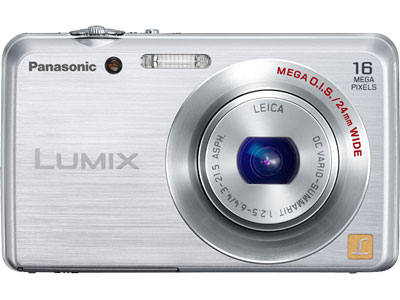 Panasonic
16
MEGA
PIXELS
MEGA O.I.S./24mm WIDE
LEICA
DC VARIO-SUMMARIT 1:2.5-6.4/4.3-21.5 ASPH.
LUMIX
L